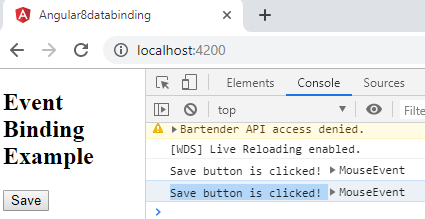 Angular8databinding
localhost:4200
Event
Binding
Example
Save
Elements Console Sources
top Filter
Bartender API access denied.
[WDS] Live Reloading enabled.
Save button is clicked! MouseEvent
Save button is clicked! MouseEvent